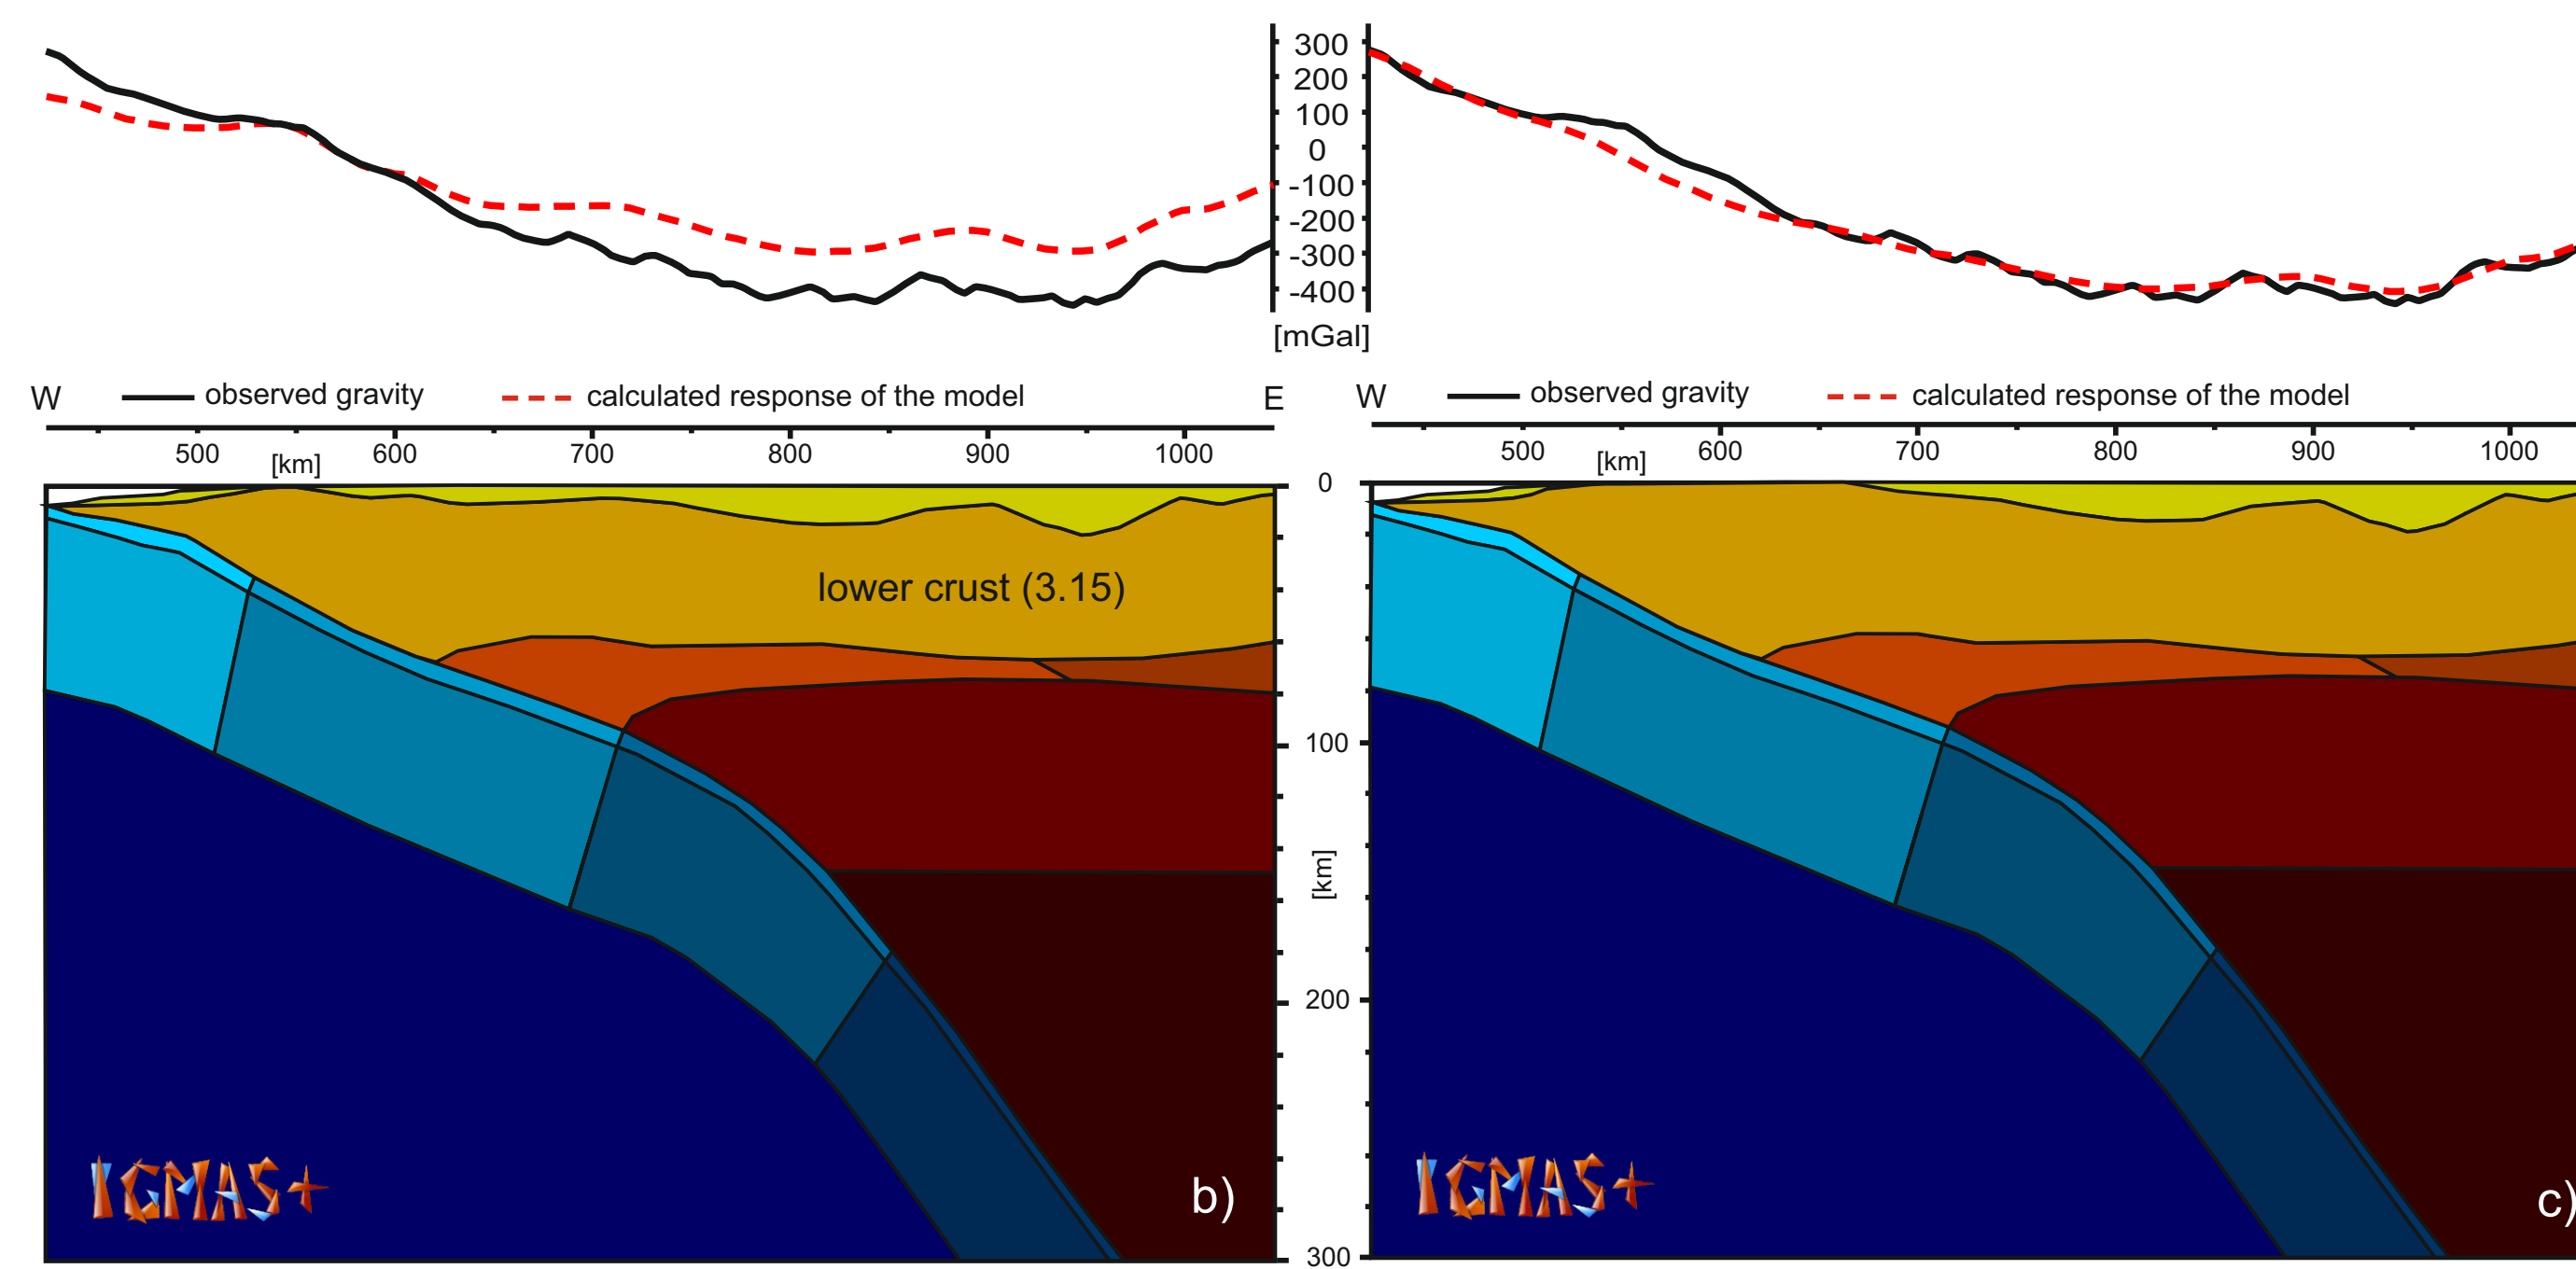 300
200
100
0
-100
-200
-300
-400
[mGal]
W observed gravity calculated response of the model E
500 600 700 800 900 1000
[km]
W observed gravity calculated response of the model
500 600 700 800 900 1000
[km]
0
100
[km]
200
300
lower crust (3.15)
IGMAS+
b)
IGMAS+
c)